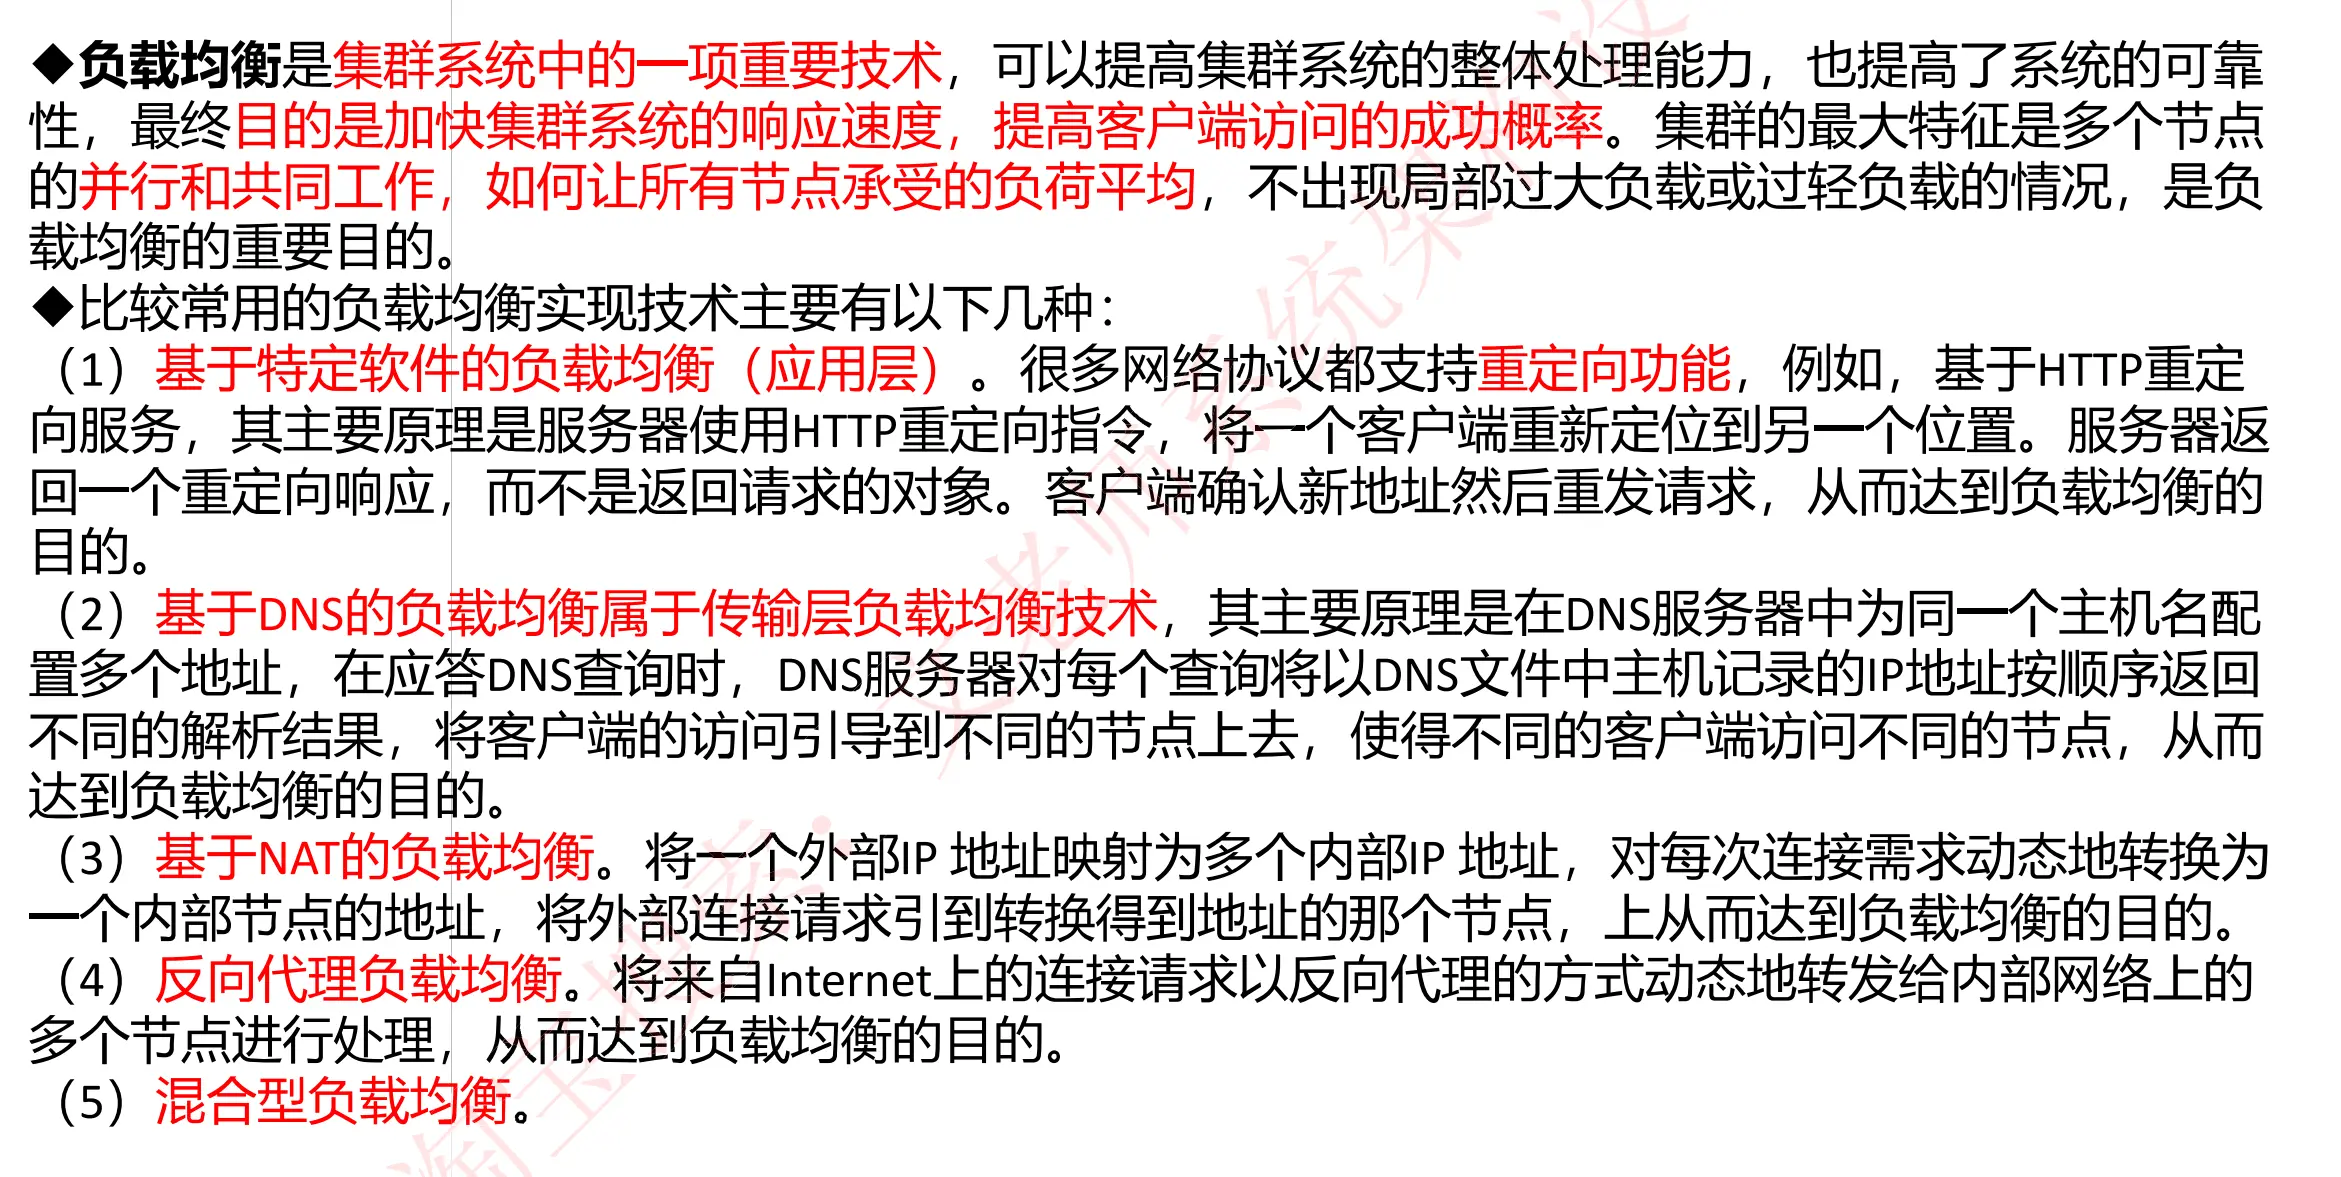 ◆负载均衡是集群系统中的一项重要技术，可以提高集群系统的整体处理能力，也提高了系统的可靠
性，最终目的是加快集群系统的响应速度，提高客户端访问的成功概率。集群的最大特征是多个节点
的并行和共同工作，如何让所有节点承受的负荷平均，不出现局部过大负载或过轻负载的情况，是负
载均衡的重要目的。
◆比较常用的负载均衡实现技术主要有以下几种：
（1）基于特定软件的负载均衡（应用层）。很多网络协议都支持重定向功能，例如，基于HTTP重定
向服务，其主要原理是服务器使用HTTP重定向指令，将一个客户端重新定位到另一个位置。服务器返
回一个重定向响应，而不是返回请求的对象。客户端确认新地址然后重发请求，从而达到负载均衡的
目的。
（2）基于DNS的负载均衡属于传输层负载均衡技术，其主要原理是在DNS服务器中为同一个主机名配
置多个地址，在应答DNS查询时，DNS服务器对每个查询将以DNS文件中主机记录的IP地址按顺序返回
不同的解析结果，将客户端的访问引导到不同的节点上去，使得不同的客户端访问不同的节点，从而
达到负载均衡的目的。
（3）基于NAT的负载均衡。将一个外部IP 地址映射为多个内部IP 地址，对每次连接需求动态地转换为
一个内部节点的地址，将外部连接请求引到转换得到地址的那个节点，上从而达到负载均衡的目的。
（4）反向代理负载均衡。将来自Internet上的连接请求以反向代理的方式动态地转发给内部网络上的
多个节点进行处理，从而达到负载均衡的目的。
（5）混合型负载均衡。
淘宝搜索：文老师系统架构设